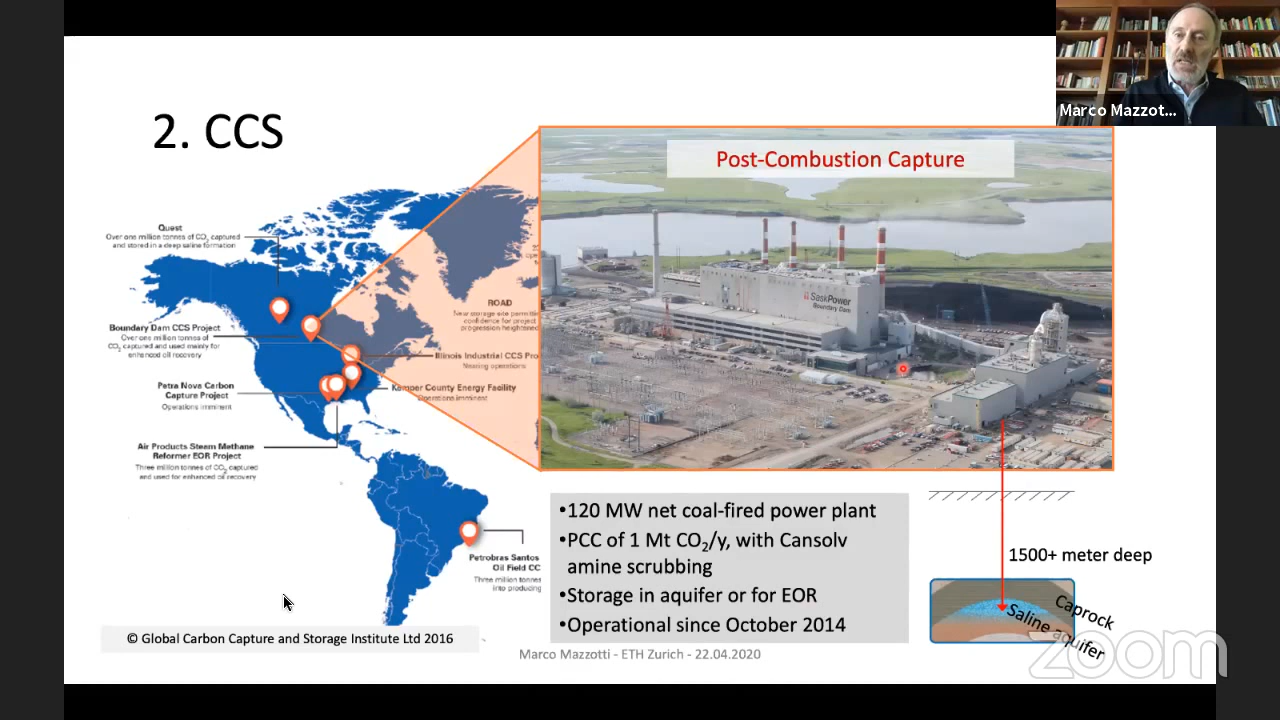 Marco Mazzot...
2. CCS
Post-Combustion Capture
Quest
Over one million tonnes of CO2 captured
and stored in a deep saline formation
SaskPower
Boundary Dam
ROAD
New storage site permitti
confidence for project
progression heightened
Boundary Dam CCS Project
Over one million tonnes of
CO2 captured and used mainly for
enhanced oil recovery
Illinois Industrial CCS Pro
Nearing operations
Petra Nova Carbon
Capture Project
Operations imminent
Kemper County Energy Facility
Operations imminent
Air Products Steam Methane
Reformer EOR Project
Three million tonnes of CO2 captured
and used for enhanced oil recovery
Petrobras Santos
Oil Field CC
Three million tonnes
into producing
•120 MW net coal-fired power plant
•PCC of 1 Mt CO2/y, with Cansolv
amine scrubbing
•Storage in aquifer or for EOR
•Operational since October 2014
1500+ meter deep
Caprock
Saline aquifer
© Global Carbon Capture and Storage Institute Ltd 2016
Marco Mazzotti - ETH Zurich - 22.04.2020
zoom